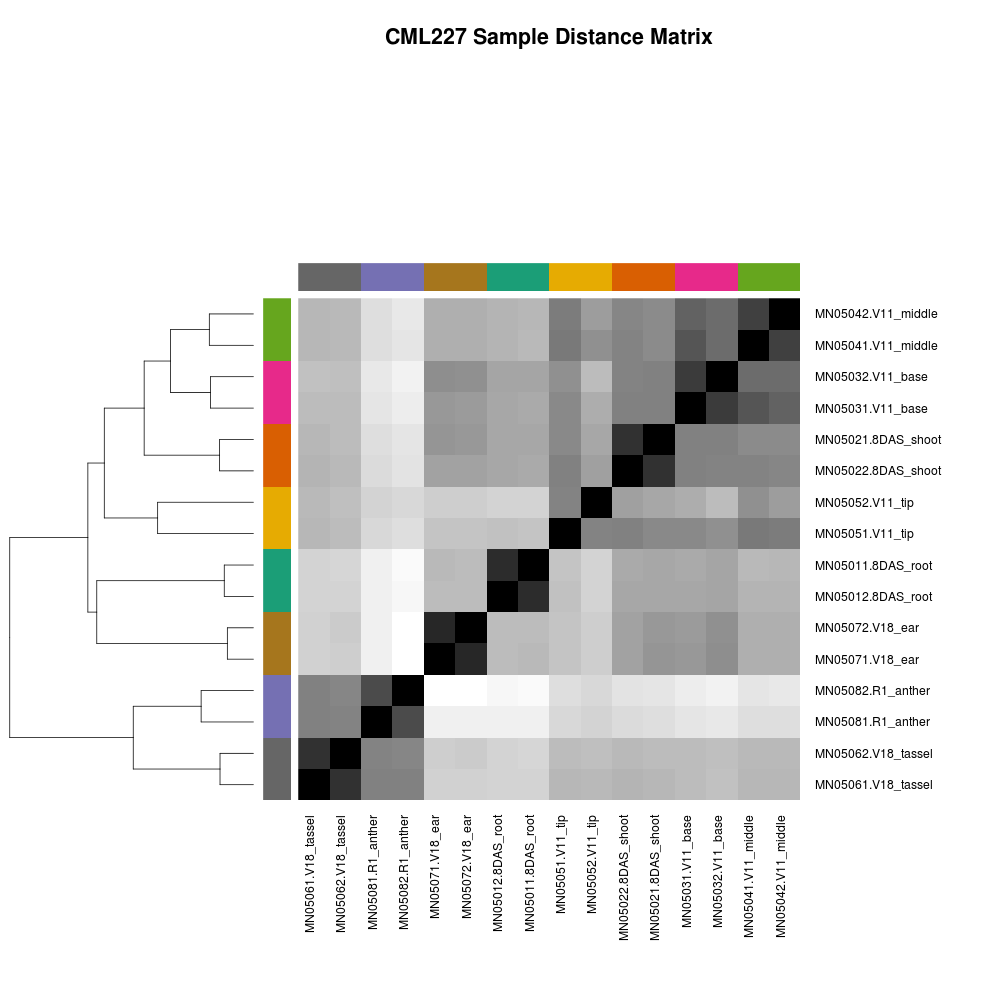 CML227 Sample Distance Matrix
MN05042.V11_middle
MN05041.V11_middle
MN05032.V11_base
MN05031.V11_base
MN05021.8DAS_shoot
MN05022.8DAS_shoot
MN05052.V11_tip
MN05051.V11_tip
MN05011.8DAS_root
MN05012.8DAS_root
MN05072.V18_ear
MN05071.V18_ear
MN05082.R1_anther
MN05081.R1_anther
MN05062.V18_tassel
MN05061.V18_tassel
MN05061.V18_tassel
MN05062.V18_tassel
MN05081.R1_anther
MN05082.R1_anther
MN05071.V18_ear
MN05072.V18_ear
MN05012.8DAS_root
MN05011.8DAS_root
MN05051.V11_tip
MN05052.V11_tip
MN05022.8DAS_shoot
MN05021.8DAS_shoot
MN05031.V11_base
MN05032.V11_base
MN05041.V11_middle
MN05042.V11_middle